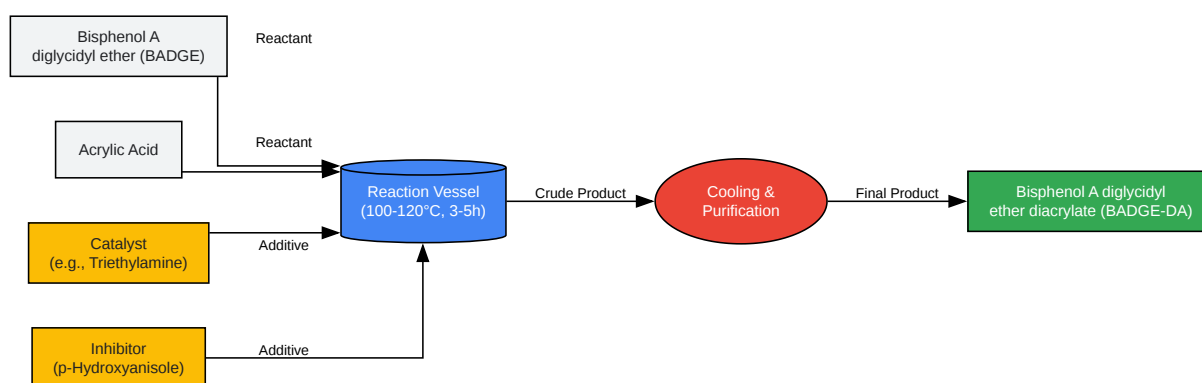 Bisphenol A
diglycidyl ether (BADGE)
Reactant
Acrylic Acid
Reactant
Catalyst
(e.g., Triethylamine)
Additive
Inhibitor
(p-Hydroxyanisole)
Additive
Reaction Vessel
(100-120°C, 3-5h)
Crude Product
Cooling &
Purification
Final Product
Bisphenol A diglycidyl
ether diacrylate (BADGE-DA)